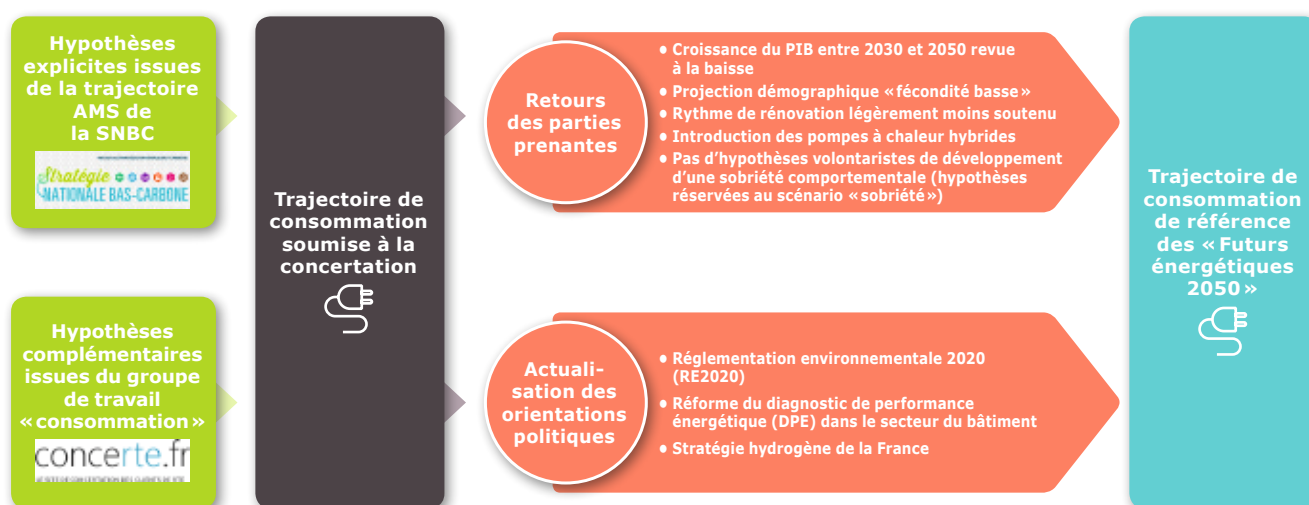 Hypothèses
explicites issues
de la trajectoire
AMS de
la SNBC
Stratégie
NATIONALE BAS-CARBONE
Hypothèses
complémentaires
issues du groupe
de travail
« consommation »
concerte.fr
Trajectoire de
consommation
soumise à la
concertation
Retours
des parties
prenantes
• Croissance du PIB entre 2030 et 2050 revue
à la baisse
• Projection démographique « fécondité basse »
• Rythme de rénovation légèrement moins soutenu
• Introduction des pompes à chaleur hybrides
• Pas d'hypothèses volontaristes de développement
d'une sobriété comportementale (hypothèses
réservées au scénario « sobriété »)
Actuali-
sation des
orientations
politiques
• Réglementation environnementale 2020
(RE2020)
• Réforme du diagnostic de performance
énergétique (DPE) dans le secteur du bâtiment
• Stratégie hydrogène de la France
Trajectoire de
consommation
de référence
des « Futurs
énergétiques
2050 »